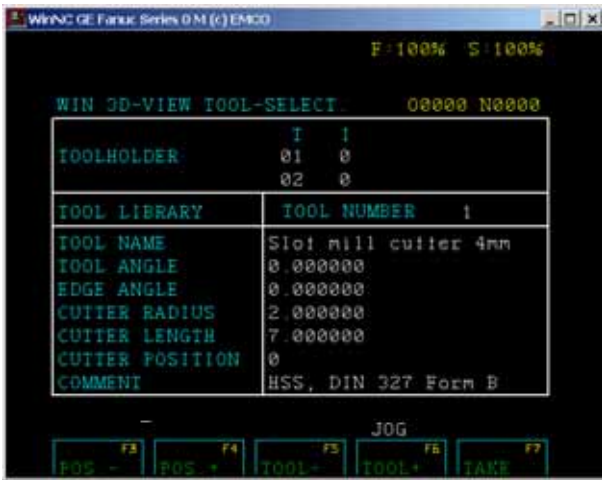 WinNC GE Fanuc Series 0 M (c) EMCO
F:100% S:100%
WIN 3D-VIEW TOOL-SELECT. O0000 N0000
T I
TOOLHOLDER 01 0
02 0
TOOL LIBRARY TOOL NUMBER 1
TOOL NAME Slot mill cutter 4mm
TOOL ANGLE 0.000000
EDGE ANGLE 0.000000
CUTTER RADIUS 2.000000
CUTTER LENGTH 7.000000
CUTTER POSITION 0
COMMENT HSS, DIN 327 Form B
JOG
F3 F4 F5 F6 F7
POS - POS + TOOL- TOOL+ TAKE